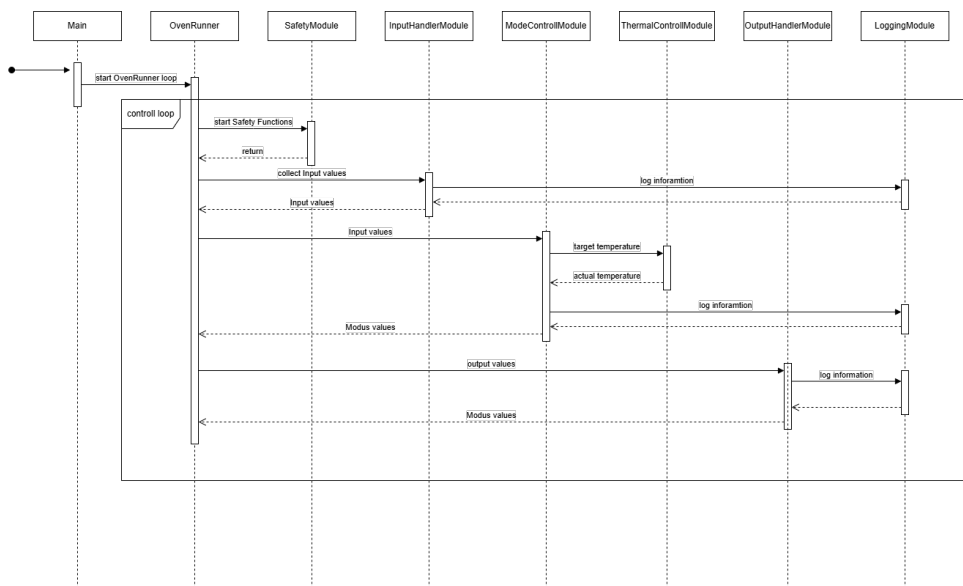 Main
OvenRunner
SafetyModule
InputHandlerModule
ModeControllModule
ThermalControllModule
OutputHandlerModule
LoggingModule
start OvenRunner loop
controll loop
start Safety Functions
return
collect Input values
log inforamtion
Input values
Input values
target temperature
actual temperature
log inforamtion
Modus values
output values
log information
Modus values